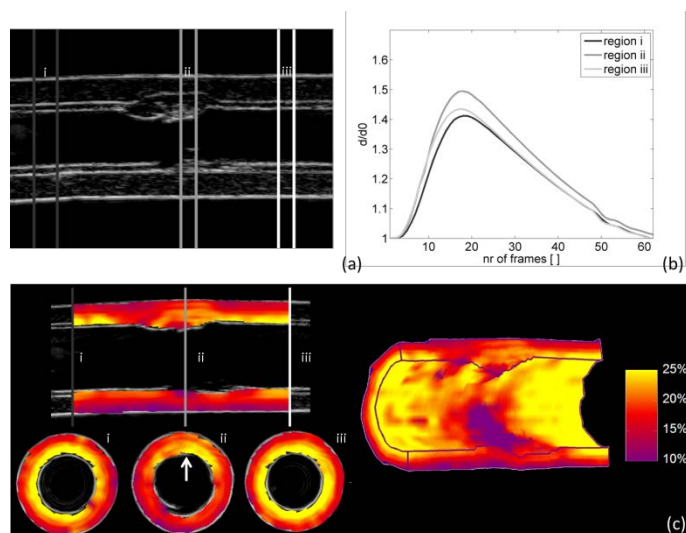 i
ii
iii
(a)
1.6
1.5
1.4
1.3
1.2
1.1
1
d/d0
region i
region ii
region iii
10
20
30
40
50
60
nr of frames [ ]
(b)
i
ii
iii
i
ii
iii
25%
20%
15%
10%
(c)